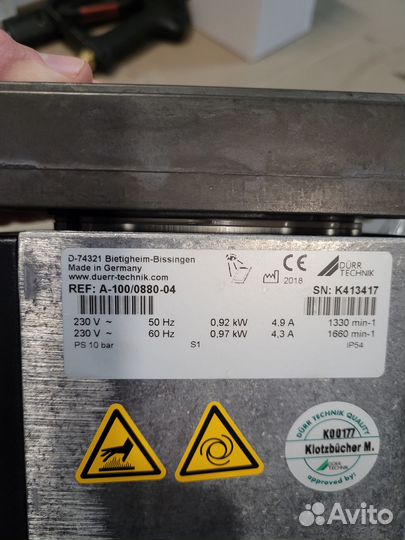 D-74321 Bietigheim-Bissingen
Made in Germany
www.duerr-technik.com
2018
CE
DÜRR
TECHNIK
REF: A-100/0880-04
SN: K413417
230 V ~ 50 Hz 0,92 kW 4.9 A 1330 min-1
230 V ~ 60 Hz 0,97 kW 4,3 A 1660 min-1
PS 10 bar S1 IP54
DÜRR TECHNIK QUALITY
K00177
Klotzbücher M.
DÜRR
TECHNIK
approved by:
Avito